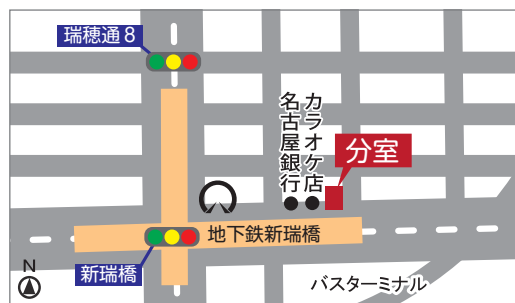 瑞穂通8
名古屋銀行
カラオケ店
分室
地下鉄新瑞橋
新瑞橋
N
バスターミナル